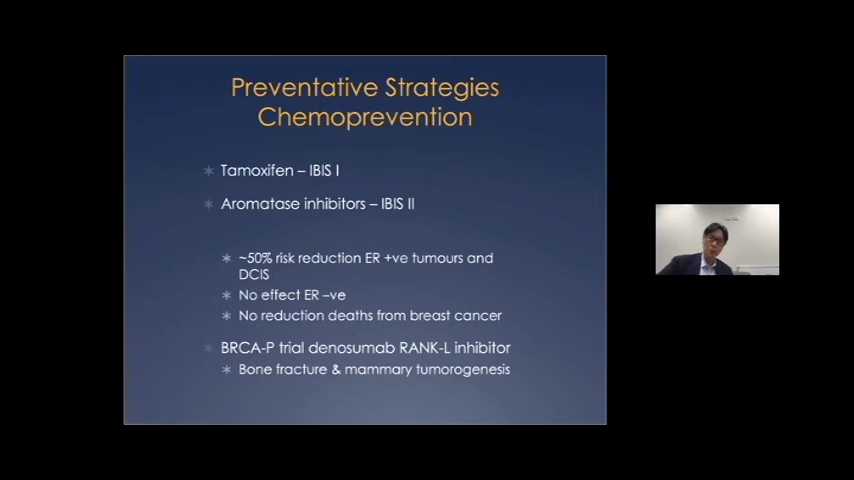 Preventative Strategies
Chemoprevention
Tamoxifen – IBIS I
Aromatase inhibitors – IBIS II
~50% risk reduction ER +ve tumours and
DCIS
No effect ER –ve
No reduction deaths from breast cancer
BRCA-P trial denosumab RANK-L inhibitor
Bone fracture & mammary tumorogenesis